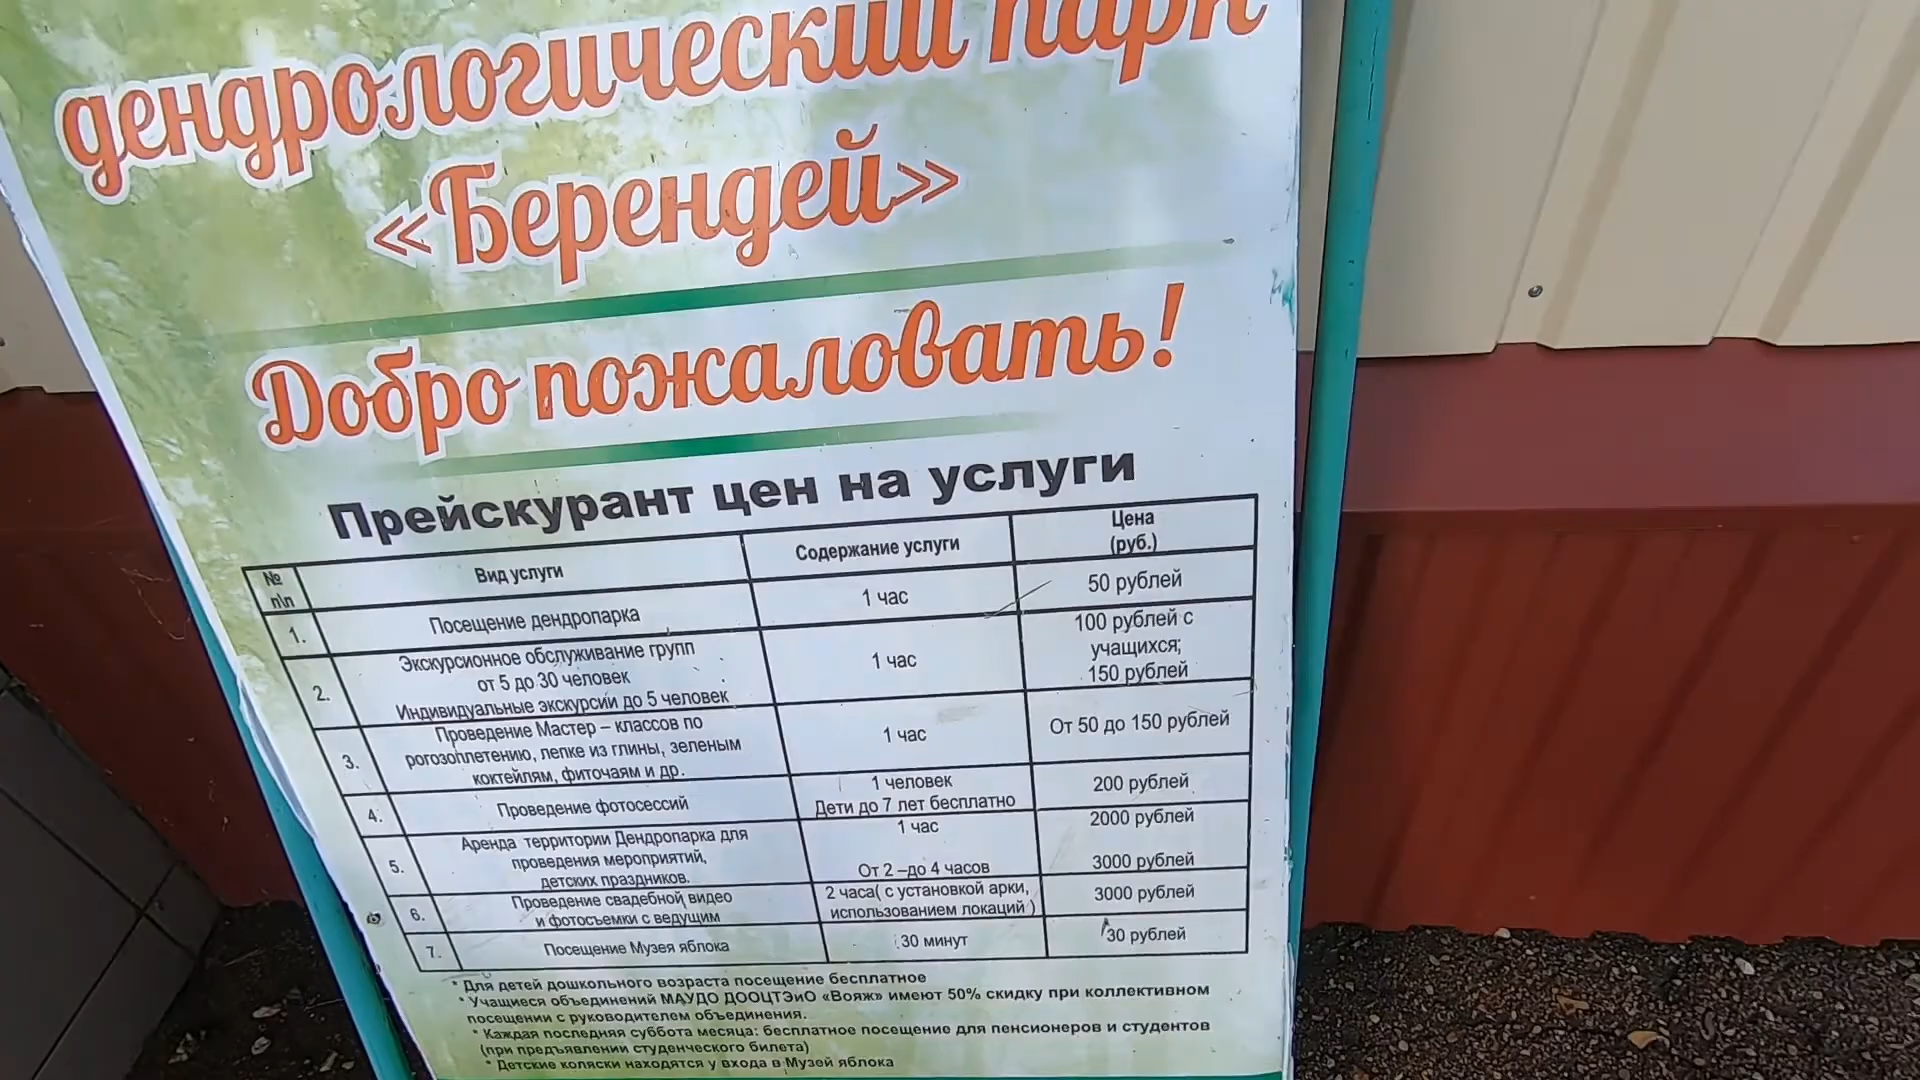 дендрологический парк
«Берендей»
Добро пожаловать!
Прейскурант цен на услуги
№ п\п Вид услуги Содержание услуги Цена (руб.)
1. Посещение дендропарка 1 час 50 рублей
2. Экскурсионное обслуживание групп
от 5 до 30 человек
Индивидуальные экскурсии до 5 человек
1 час
100 рублей с
учащихся;
150 рублей
3. Проведение Мастер – классов по
рогозоплетению, лепке из глины, зеленым
коктейлям, фиточаям и др.
1 час
От 50 до 150 рублей
4. Проведение фотосессий
1 человек
Дети до 7 лет бесплатно
200 рублей
5. Аренда территории Дендропарка для
проведения мероприятий,
детских праздников.
1 час
От 2 –до 4 часов
2000 рублей
3000 рублей
6. Проведение свадебной видео
и фотосъемки с ведущим
2 часа( с установкой арки,
использованием локаций )
3000 рублей
7. Посещение Музея яблока 30 минут 30 рублей
* Для детей дошкольного возраста посещение бесплатное
* Учащиеся объединений МАУДО ДООЦТЭиО «Вояж» имеют 50% скидку при коллективном
посещении с руководителем объединения.
* Каждая последняя суббота месяца: бесплатное посещение для пенсионеров и студентов
(при предъявлении студенческого билета)
* Детские коляски находятся у входа в Музей яблока